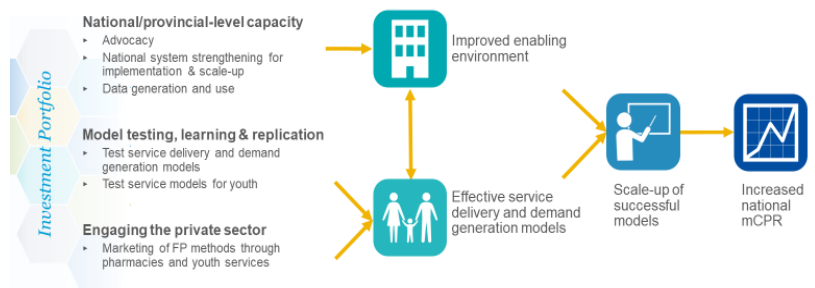 Investment Portfolio
National/provincial-level capacity
▸ Advocacy
▸ National system strengthening for
implementation & scale-up
▸ Data generation and use
Model testing, learning & replication
▸ Test service delivery and demand
generation models
▸ Test service models for youth
Engaging the private sector
▸ Marketing of FP methods through
pharmacies and youth services
Improved enabling
environment
Effective service
delivery and demand
generation models
Scale-up of
successful
models
Increased
national
mCPR